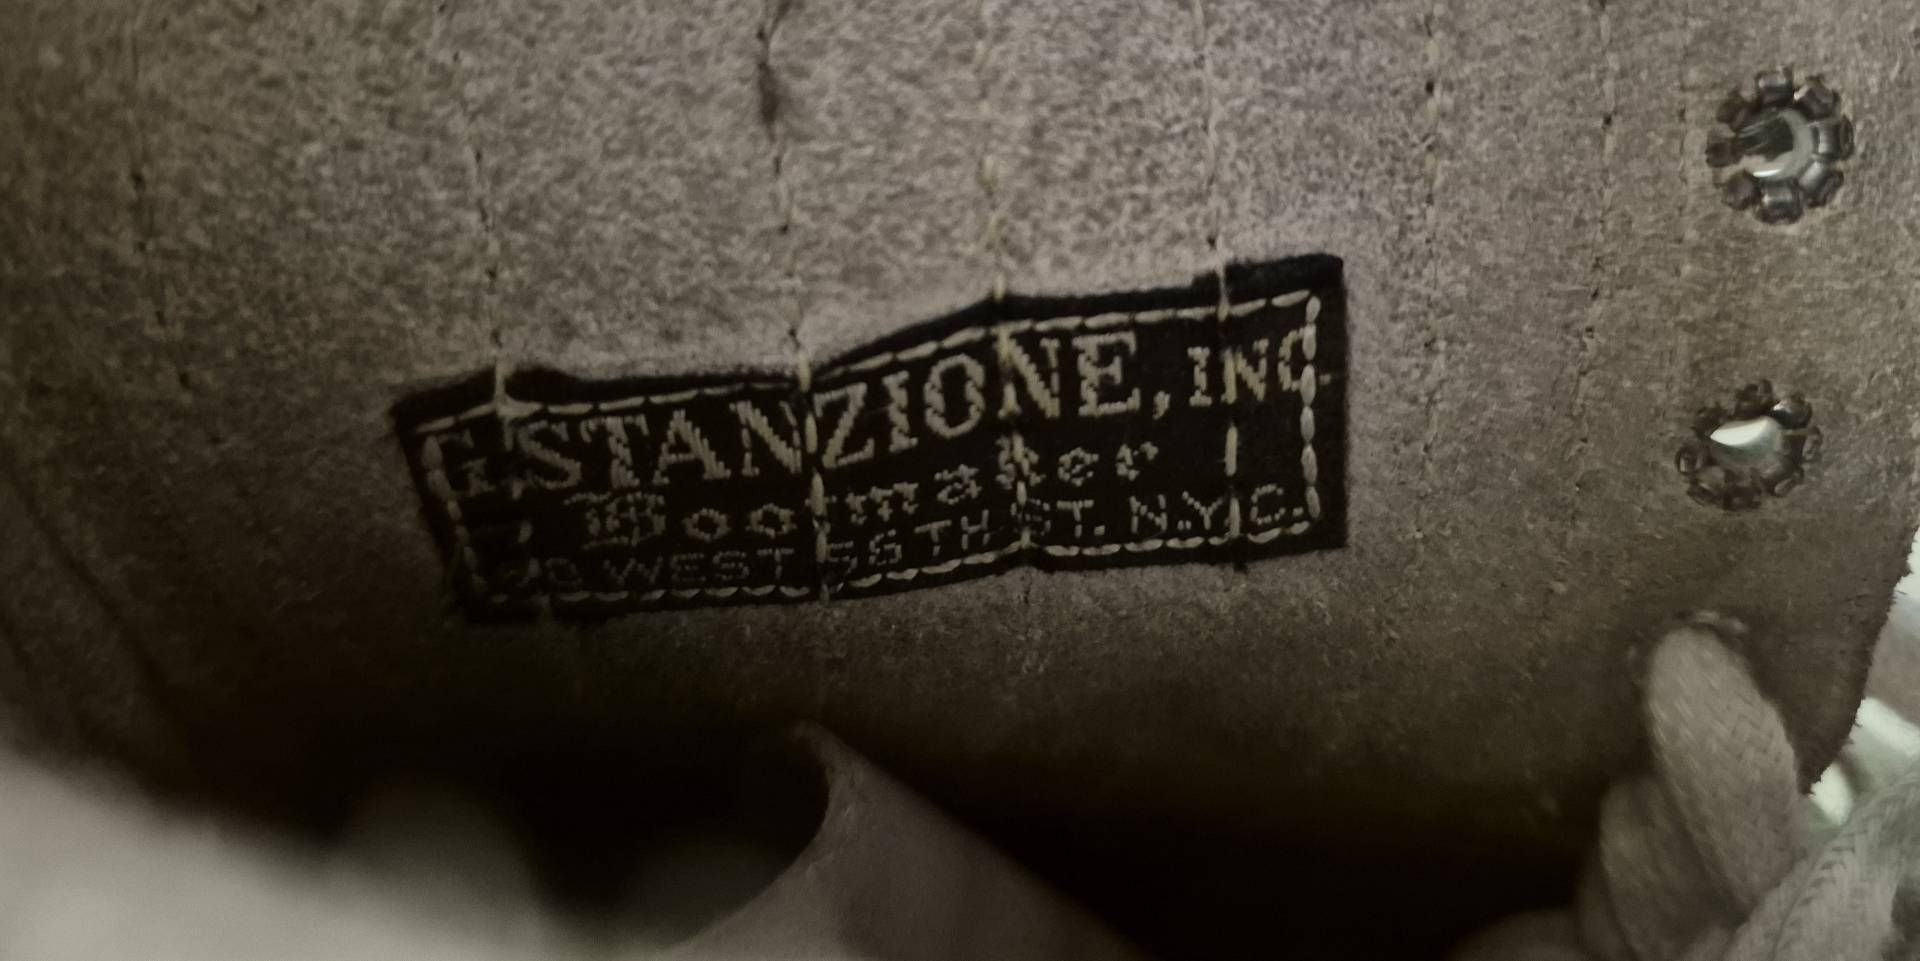 G. STANZIONE, INC.
Bootmaker
WEST 56TH ST. N.Y.C.